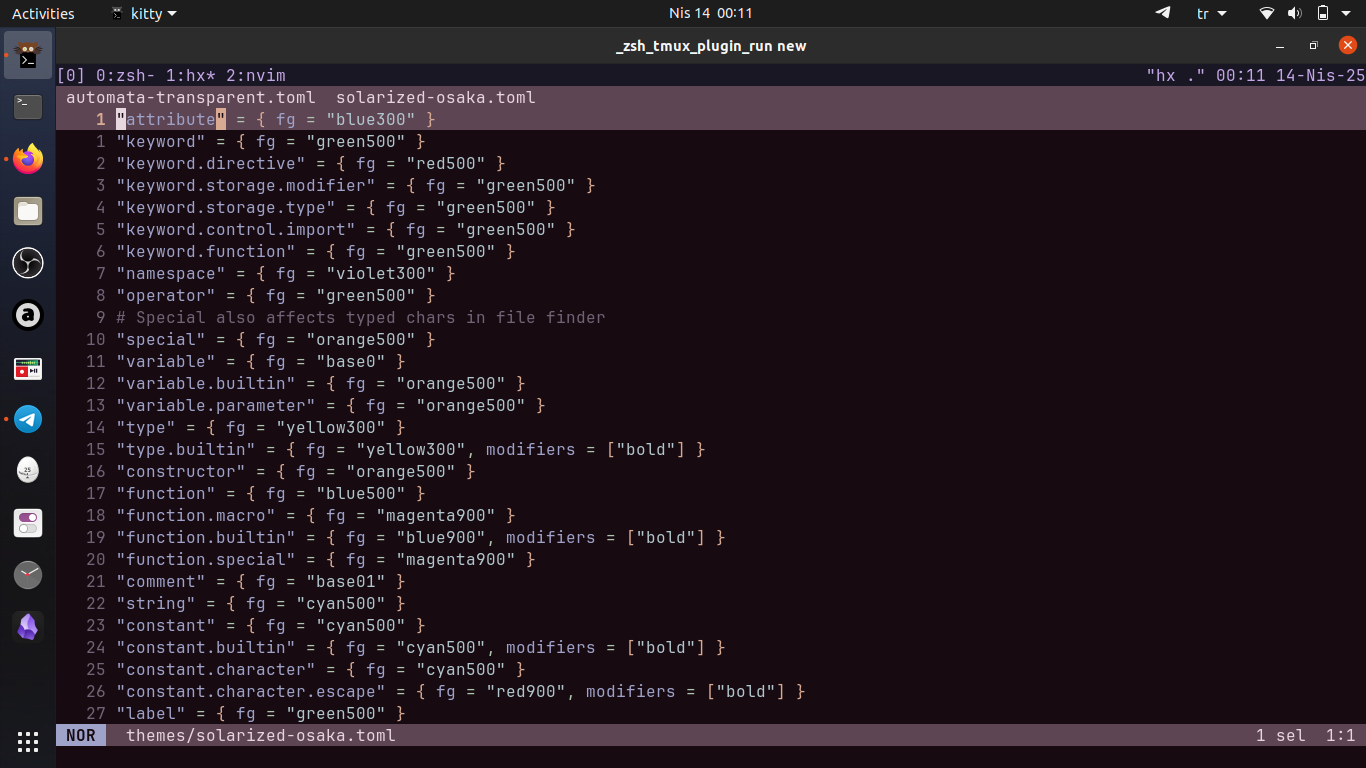 Activities kitty Nis 14 00:11 tr
_zsh_tmux_plugin_run new
[0] 0:zsh- 1:hx* 2:nvim "hx ." 00:11 14-Nis-25
automata-transparent.toml solarized-osaka.toml
1 "attribute" = { fg = "blue300" }
1 "keyword" = { fg = "green500" }
2 "keyword.directive" = { fg = "red500" }
3 "keyword.storage.modifier" = { fg = "green500" }
4 "keyword.storage.type" = { fg = "green500" }
5 "keyword.control.import" = { fg = "green500" }
6 "keyword.function" = { fg = "green500" }
7 "namespace" = { fg = "violet300" }
8 "operator" = { fg = "green500" }
9 # Special also affects typed chars in file finder
10 "special" = { fg = "orange500" }
11 "variable" = { fg = "base0" }
12 "variable.builtin" = { fg = "orange500" }
13 "variable.parameter" = { fg = "orange500" }
14 "type" = { fg = "yellow300" }
15 "type.builtin" = { fg = "yellow300", modifiers = ["bold"] }
16 "constructor" = { fg = "orange500" }
17 "function" = { fg = "blue500" }
18 "function.macro" = { fg = "magenta900" }
19 "function.builtin" = { fg = "blue900", modifiers = ["bold"] }
20 "function.special" = { fg = "magenta900" }
21 "comment" = { fg = "base01" }
22 "string" = { fg = "cyan500" }
23 "constant" = { fg = "cyan500" }
24 "constant.builtin" = { fg = "cyan500", modifiers = ["bold"] }
25 "constant.character" = { fg = "cyan500" }
26 "constant.character.escape" = { fg = "red900", modifiers = ["bold"] }
27 "label" = { fg = "green500" }
NOR themes/solarized-osaka.toml 1 sel 1:1